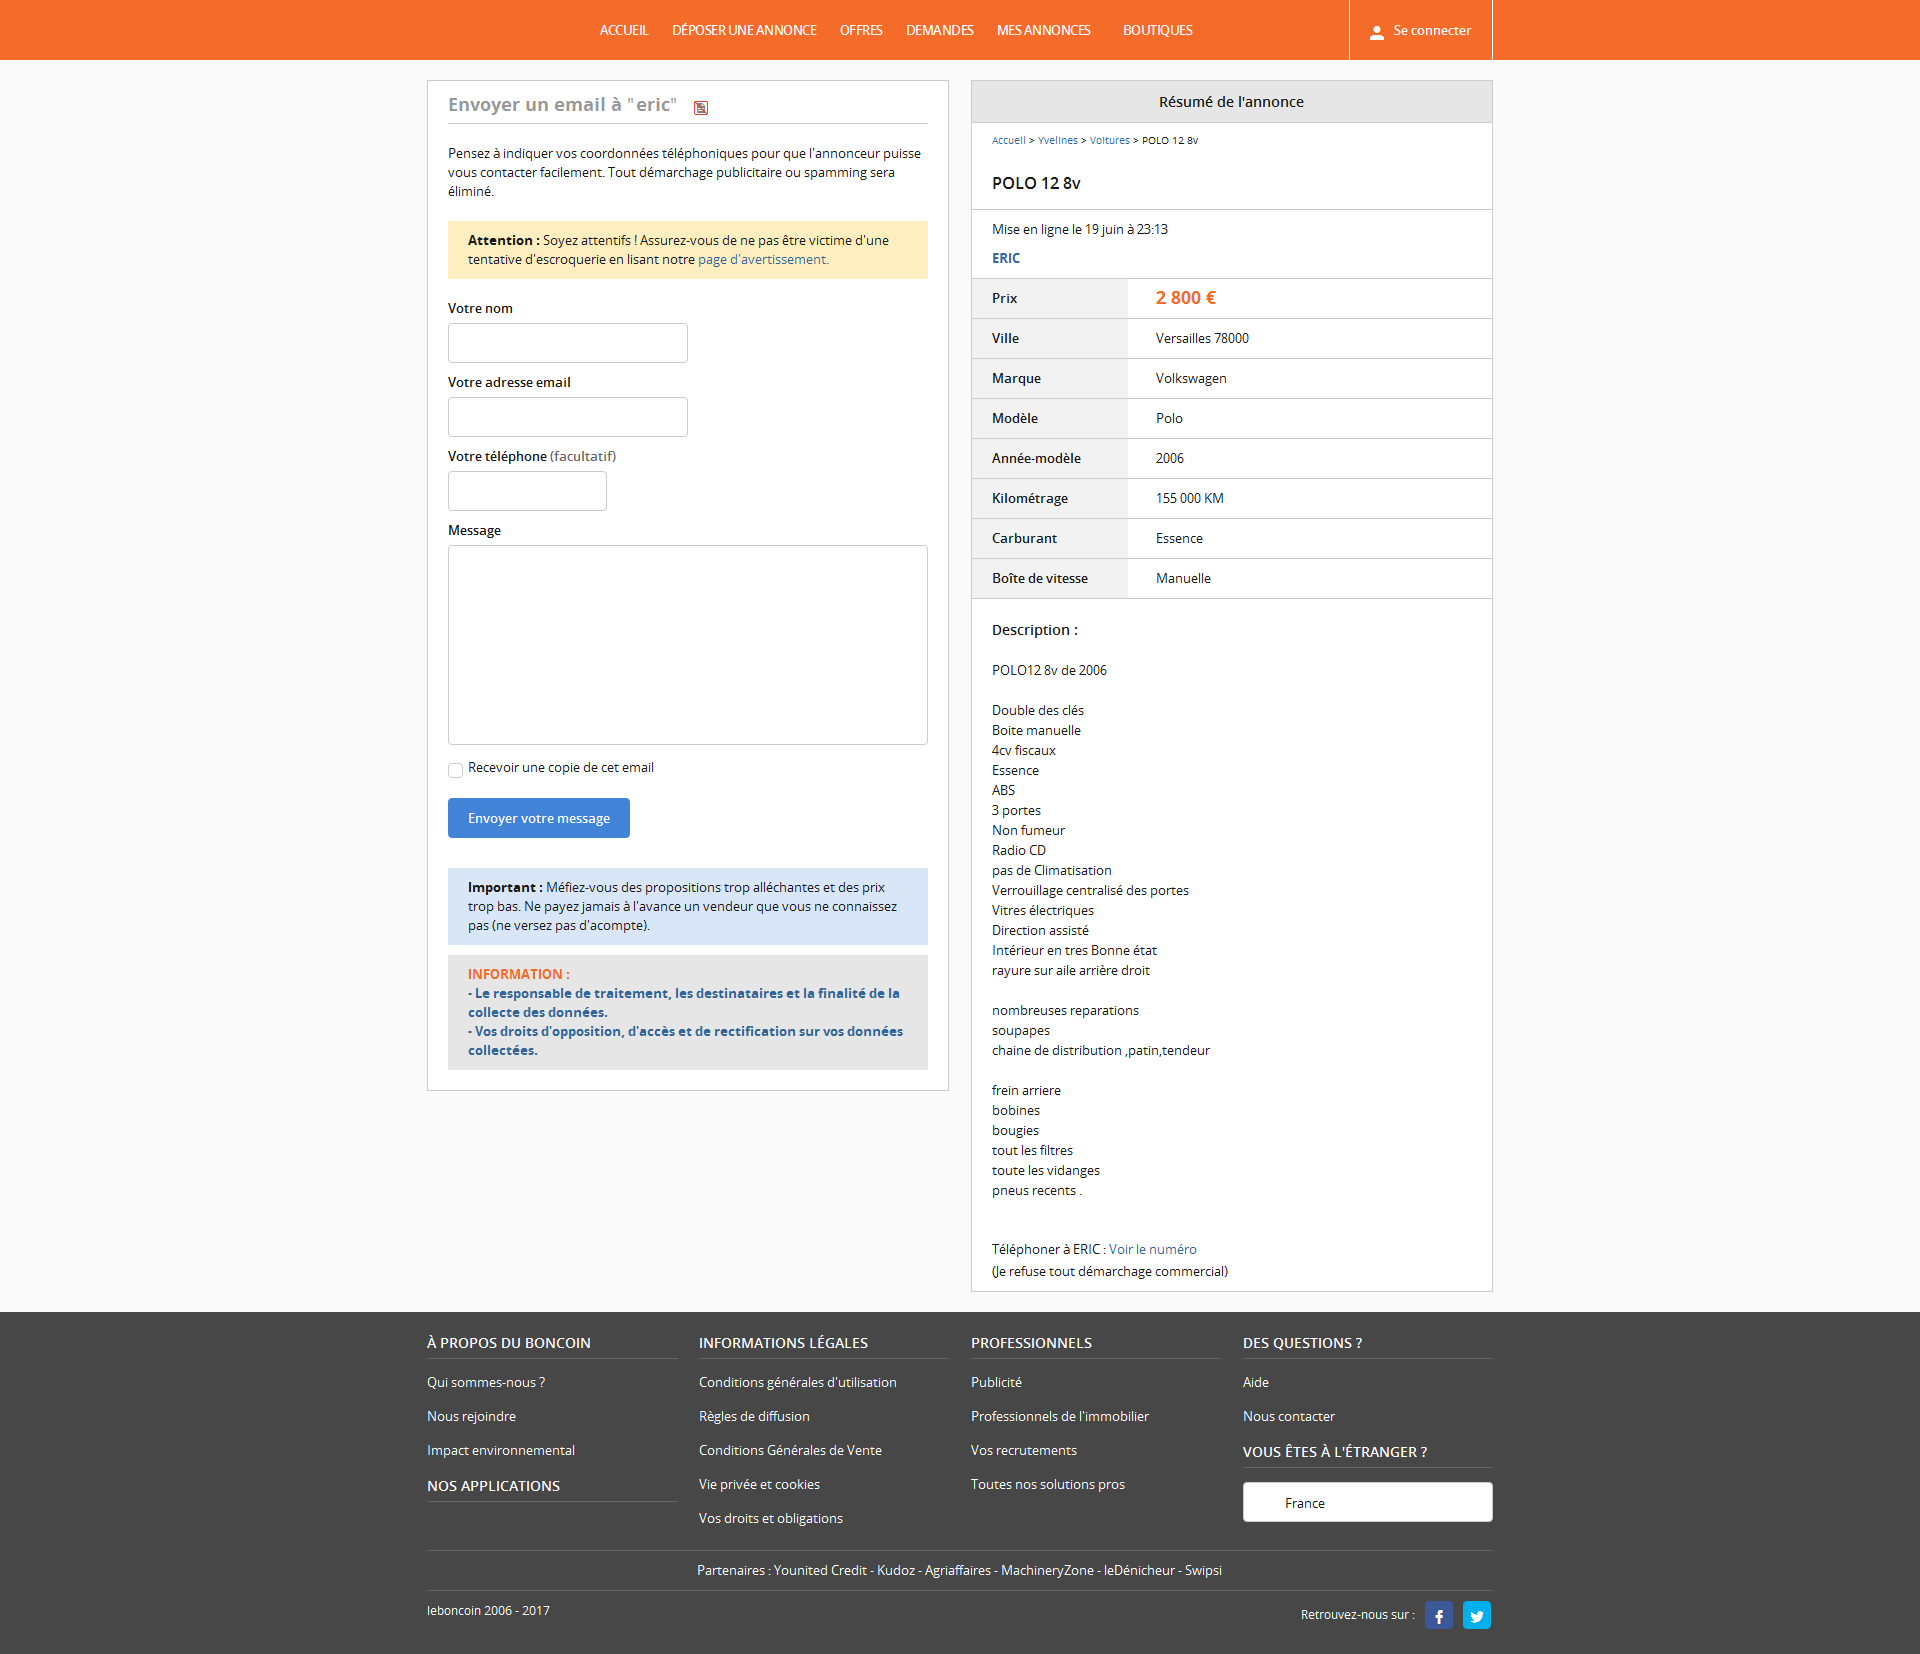 ACCUEIL DÉPOSER UNE ANNONCE OFFRES DEMANDES MES ANNONCES BOUTIQUES Se connecter
Envoyer un email à "eric"
Pensez à indiquer vos coordonnées téléphoniques pour que l'annonceur puisse
vous contacter facilement. Tout démarchage publicitaire ou spamming sera
éliminé.
Attention : Soyez attentifs ! Assurez-vous de ne pas être victime d'une
tentative d'escroquerie en lisant notre page d'avertissement.
Votre nom
Votre adresse email
Votre téléphone (facultatif)
Message
Recevoir une copie de cet email
Envoyer votre message
Important : Méfiez-vous des propositions trop alléchantes et des prix
trop bas. Ne payez jamais à l'avance un vendeur que vous ne connaissez
pas (ne versez pas d'acompte).
INFORMATION :
- Le responsable de traitement, les destinataires et la finalité de la
collecte des données.
- Vos droits d'opposition, d'accès et de rectification sur vos données
collectées.
Résumé de l'annonce
Accueil > Yvelines > Voitures > POLO 12 8v
POLO 12 8v
Mise en ligne le 19 juin à 23:13
ERIC
Prix 2 800 €
Ville Versailles 78000
Marque Volkswagen
Modèle Polo
Année-modèle 2006
Kilométrage 155 000 KM
Carburant Essence
Boîte de vitesse Manuelle
Description :
POLO12 8v de 2006
Double des clés
Boite manuelle
4cv fiscaux
Essence
ABS
3 portes
Non fumeur
Radio CD
pas de Climatisation
Verrouillage centralisé des portes
Vitres électriques
Direction assisté
Intérieur en tres Bonne état
rayure sur aile arrière droit
nombreuses reparations
soupapes
chaine de distribution ,patin,tendeur
frein arriere
bobines
bougies
tout les filtres
toute les vidanges
pneus recents .
Téléphoner à ERIC : Voir le numéro
(Je refuse tout démarchage commercial)
À PROPOS DU BONCOIN
Qui sommes-nous ?
Nous rejoindre
Impact environnemental
NOS APPLICATIONS
INFORMATIONS LÉGALES
Conditions générales d'utilisation
Règles de diffusion
Conditions Générales de Vente
Vie privée et cookies
Vos droits et obligations
PROFESSIONNELS
Publicité
Professionnels de l'immobilier
Vos recrutements
Toutes nos solutions pros
DES QUESTIONS ?
Aide
Nous contacter
VOUS ÊTES À L'ÉTRANGER ?
France
Partenaires : Younited Credit - Kudoz - Agriaffaires - MachineryZone - leDénicheur - Swipsi
leboncoin 2006 - 2017
Retrouvez-nous sur :